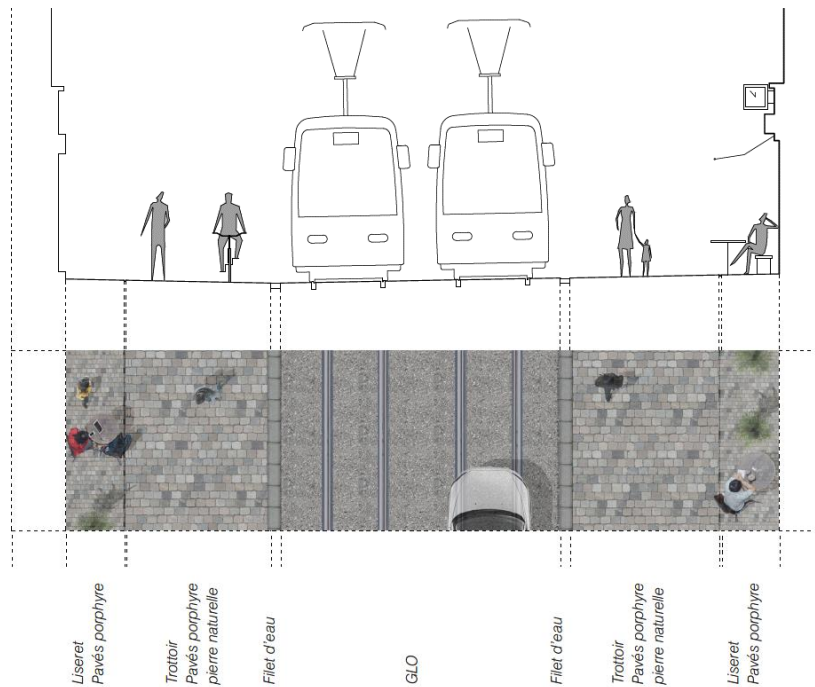 Liseret
Pavés porphyre
Trottoir
Pavés porphyre
pierre naturelle
Filet d'eau
GLO
Filet d'eau
Trottoir
Pavés porphyre
pierre naturelle
Liseret
Pavés porphyre